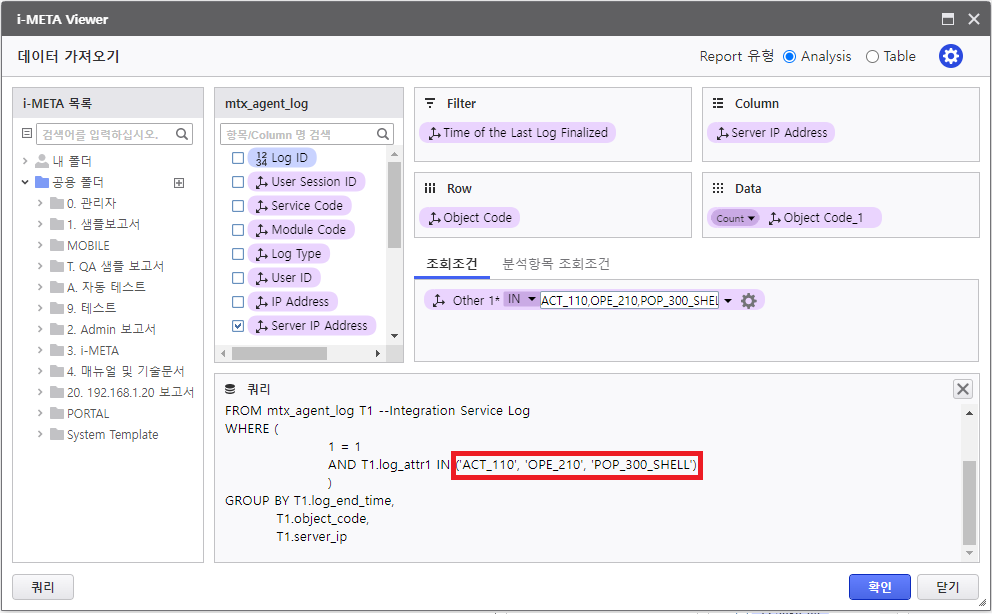 i-META Viewer
데이터 가져오기
Report 유형 Analysis Table
i-META 목록
검색어를 입력하십시오.
내 폴더
공용 폴더
0. 관리자
1. 샘플보고서
MOBILE
T. QA 샘플 보고서
A. 자동 테스트
9. 테스트
2. Admin 보고서
3. i-META
4. 매뉴얼 및 기술문서
20. 192.168.1.20 보고서
PORTAL
System Template
mtx_agent_log
항목/Column 명 검색
12 34 Log ID
User Session ID
Service Code
Module Code
Log Type
User ID
IP Address
Server IP Address
Filter
Time of the Last Log Finalized
Column
Server IP Address
Row
Object Code
Data
Count Object Code_1
조회조건 분석항목 조회조건
Other 1* IN ACT_110,OPE_210,POP_300_SHEL
쿼리
FROM mtx_agent_log T1 --Integration Service Log
WHERE (
1 = 1
AND T1.log_attr1 IN ('ACT_110', 'OPE_210', 'POP_300_SHELL')
)
GROUP BY T1.log_end_time,
T1.object_code,
T1.server_ip
쿼리 확인 닫기